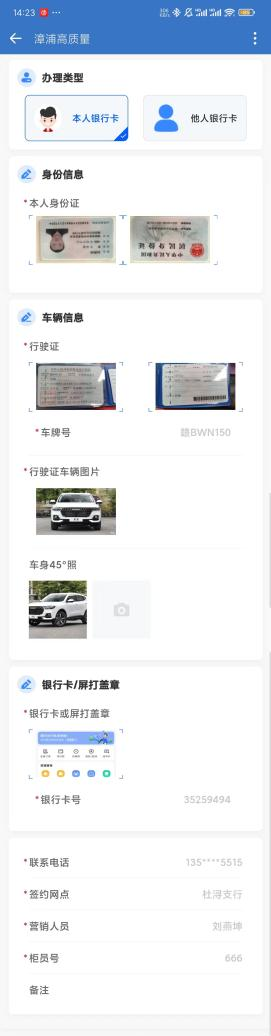 14:23
漳浦高质量
办理类型
本人银行卡
他人银行卡
身份信息
*本人身份证
车辆信息
*行驶证
*车牌号
赣BWN150
*行驶证车辆图片
车身45°照
银行卡/屏打盖章
*银行卡或屏打盖章
*银行卡号
35259494
*联系电话
135****5515
*签约网点
杜浔支行
*营销人员
刘燕坤
*柜员号
666
备注